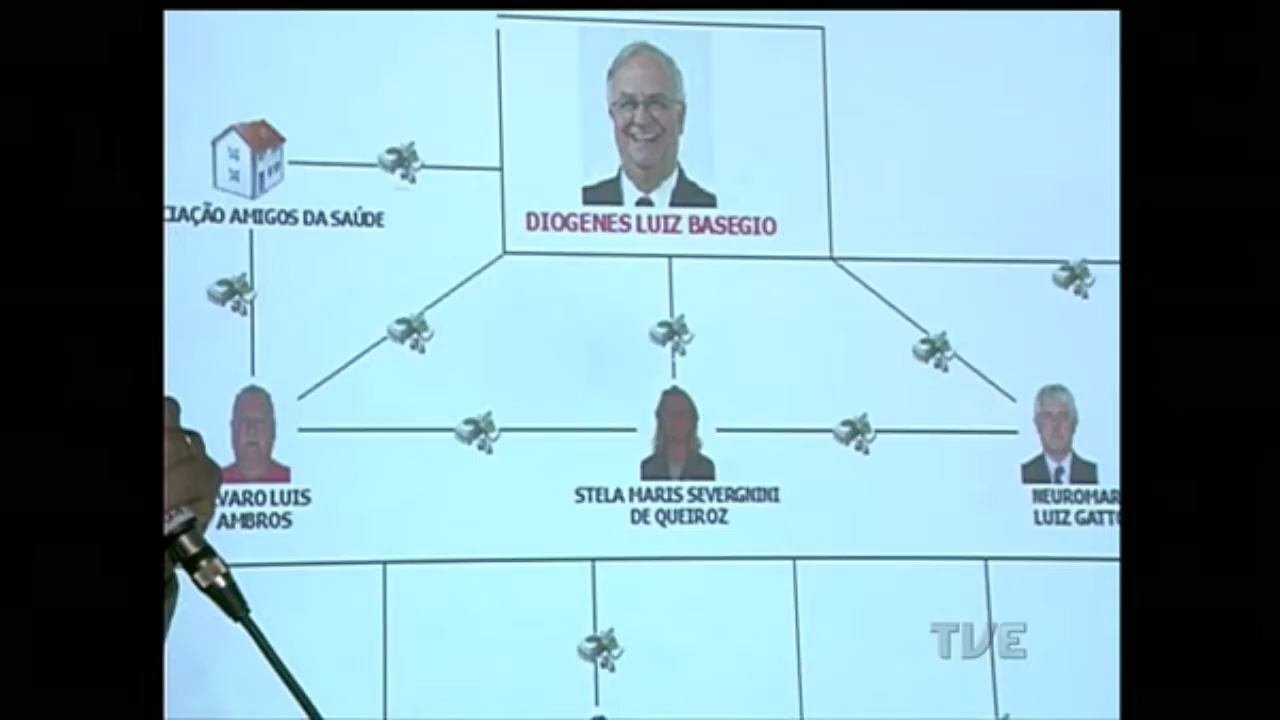 DIOGENES LUIZ BASEGIO
CIAÇÃO AMIGOS DA SAÚDE
VARO LUIS
AMBROS
STELA MARIS SEVERGNINI
DE QUEIROZ
NEUROMAR
LUIZ GATTO
TVE